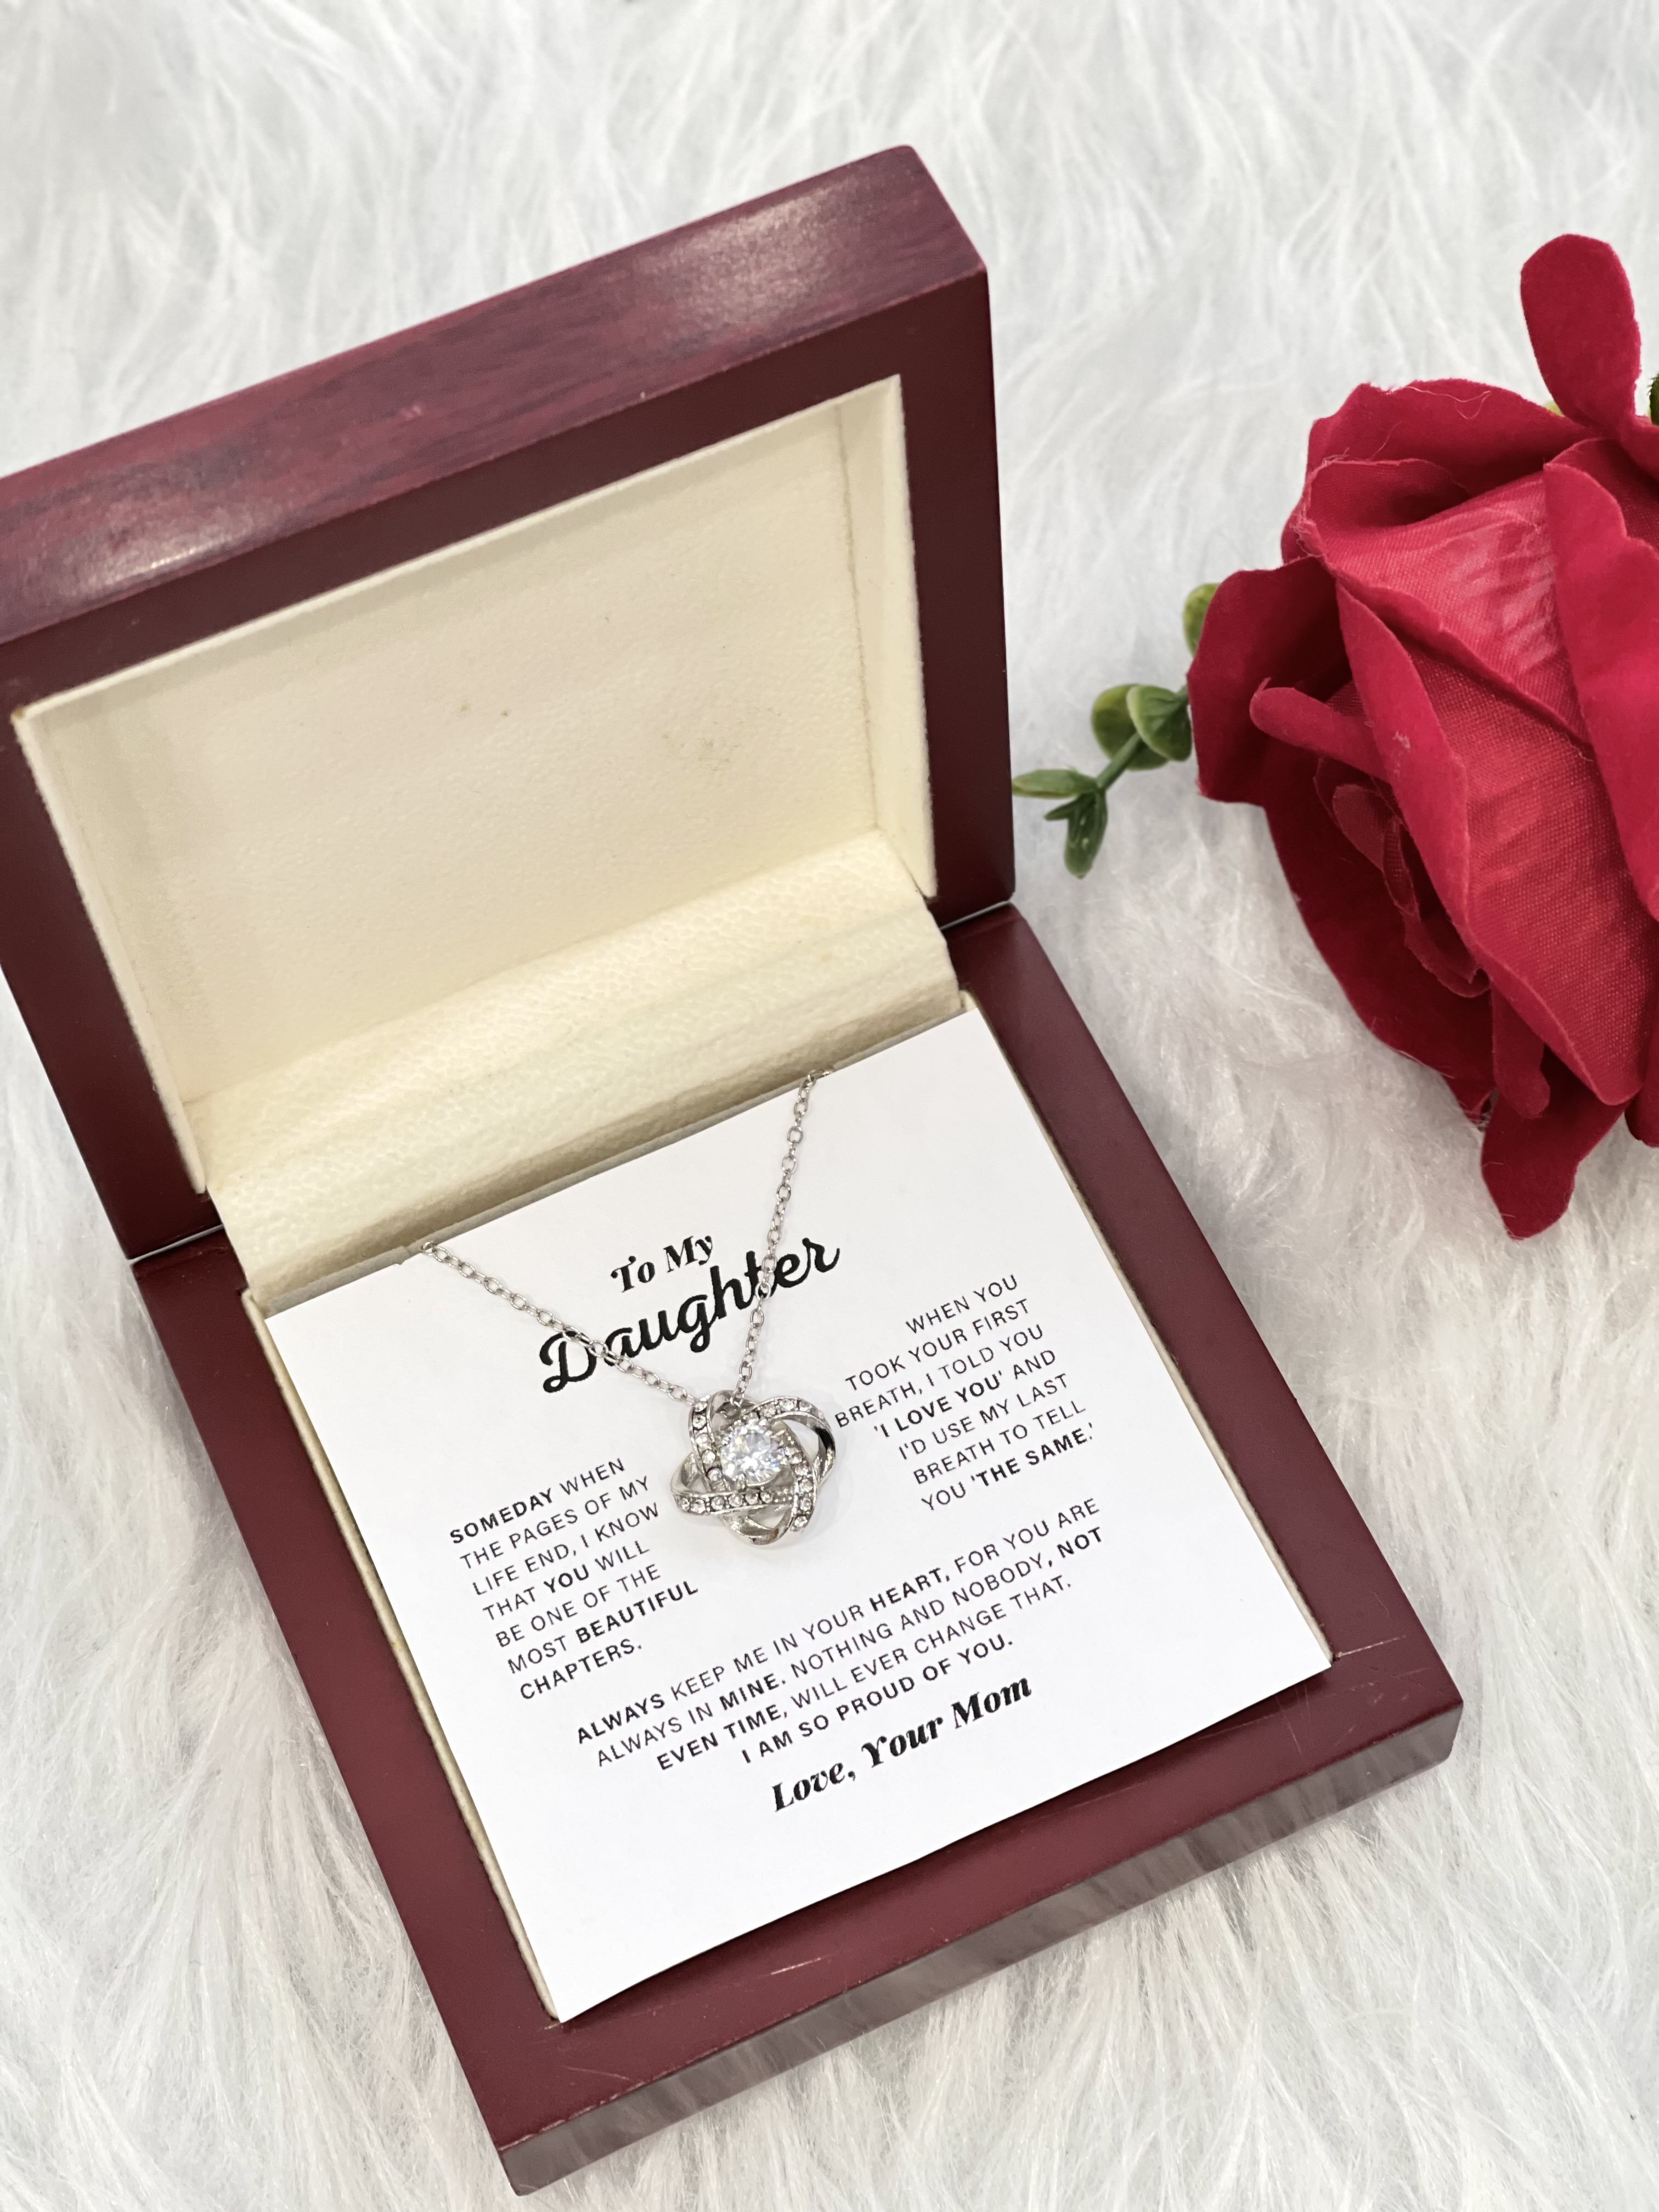 To My
Daughter
WHEN YOU
TOOK YOUR FIRST
BREATH, I TOLD YOU
'I LOVE YOU' AND
I'D USE MY LAST
BREATH TO TELL
YOU 'THE SAME.'
SOMEDAY WHEN
THE PAGES OF MY
LIFE END, I KNOW
THAT YOU WILL
BE ONE OF THE
MOST BEAUTIFUL
CHAPTERS.
ALWAYS KEEP ME IN YOUR HEART, FOR YOU ARE
ALWAYS IN MINE. NOTHING AND NOBODY, NOT
EVEN TIME, WILL EVER CHANGE THAT.
I AM SO PROUD OF YOU.
Love, Your Mom